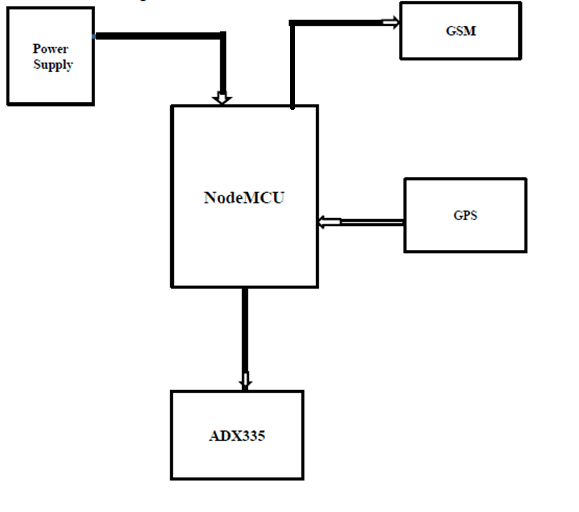 Power
Supply
GSM
NodeMCU
GPS
ADX335